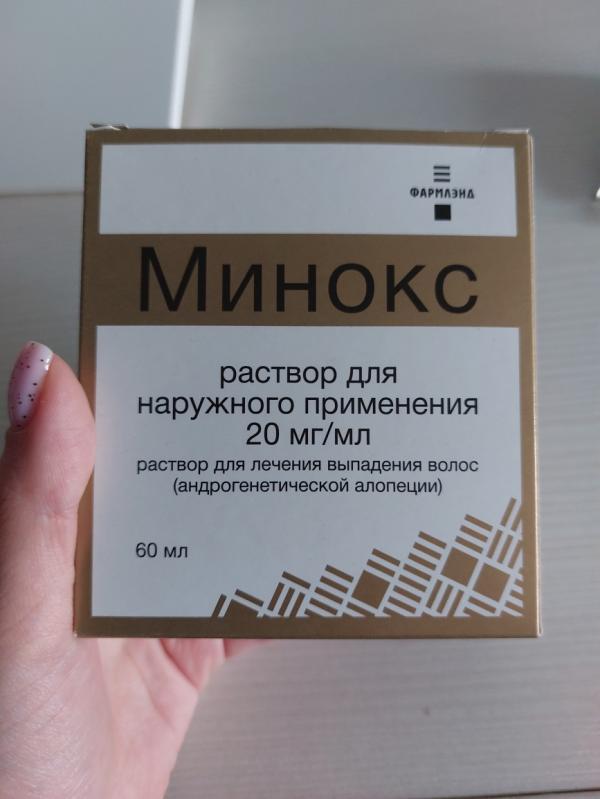 ФАРМЛЭНД
Минокс
раствор для
наружного применения
20 мг/мл
раствор для лечения выпадения волос
(андрогенетической алопеции)
60 мл